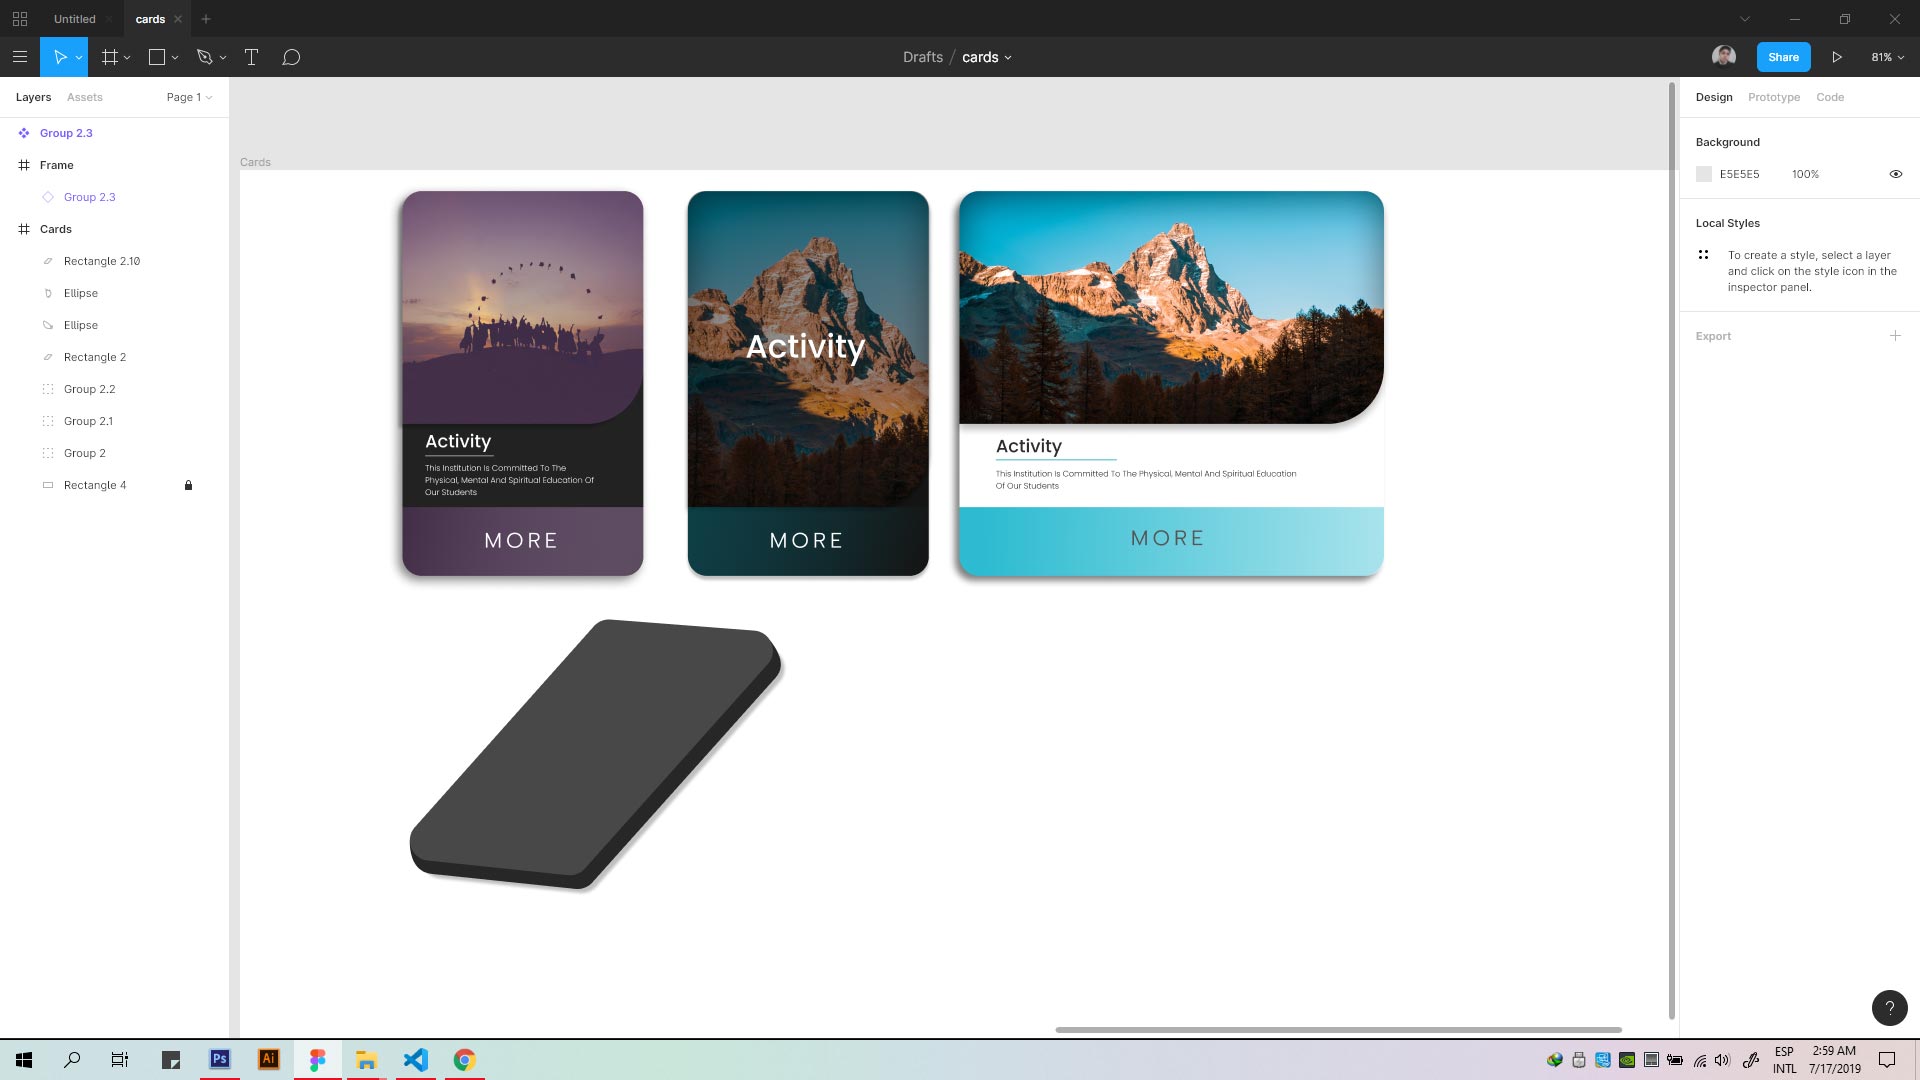 Untitled
cards
Drafts / cards
Share
81%
Layers
Assets
Page 1
Group 2.3
Frame
Group 2.3
Cards
Rectangle 2.10
Ellipse
Ellipse
Rectangle 2
Group 2.2
Group 2.1
Group 2
Rectangle 4
Cards
Activity
This Institution Is Committed To The
Physical, Mental And Spiritual Education Of
Our Students
MORE
Activity
MORE
Activity
This Institution Is Committed To The Physical, Mental And Spiritual Education
Of Our Students
MORE
Design
Prototype
Code
Background
E5E5E5
100%
Local Styles
To create a style, select a layer
and click on the style icon in the
inspector panel.
Export
?
Ps
Ai
ESP
INTL
2:59 AM
7/17/2019